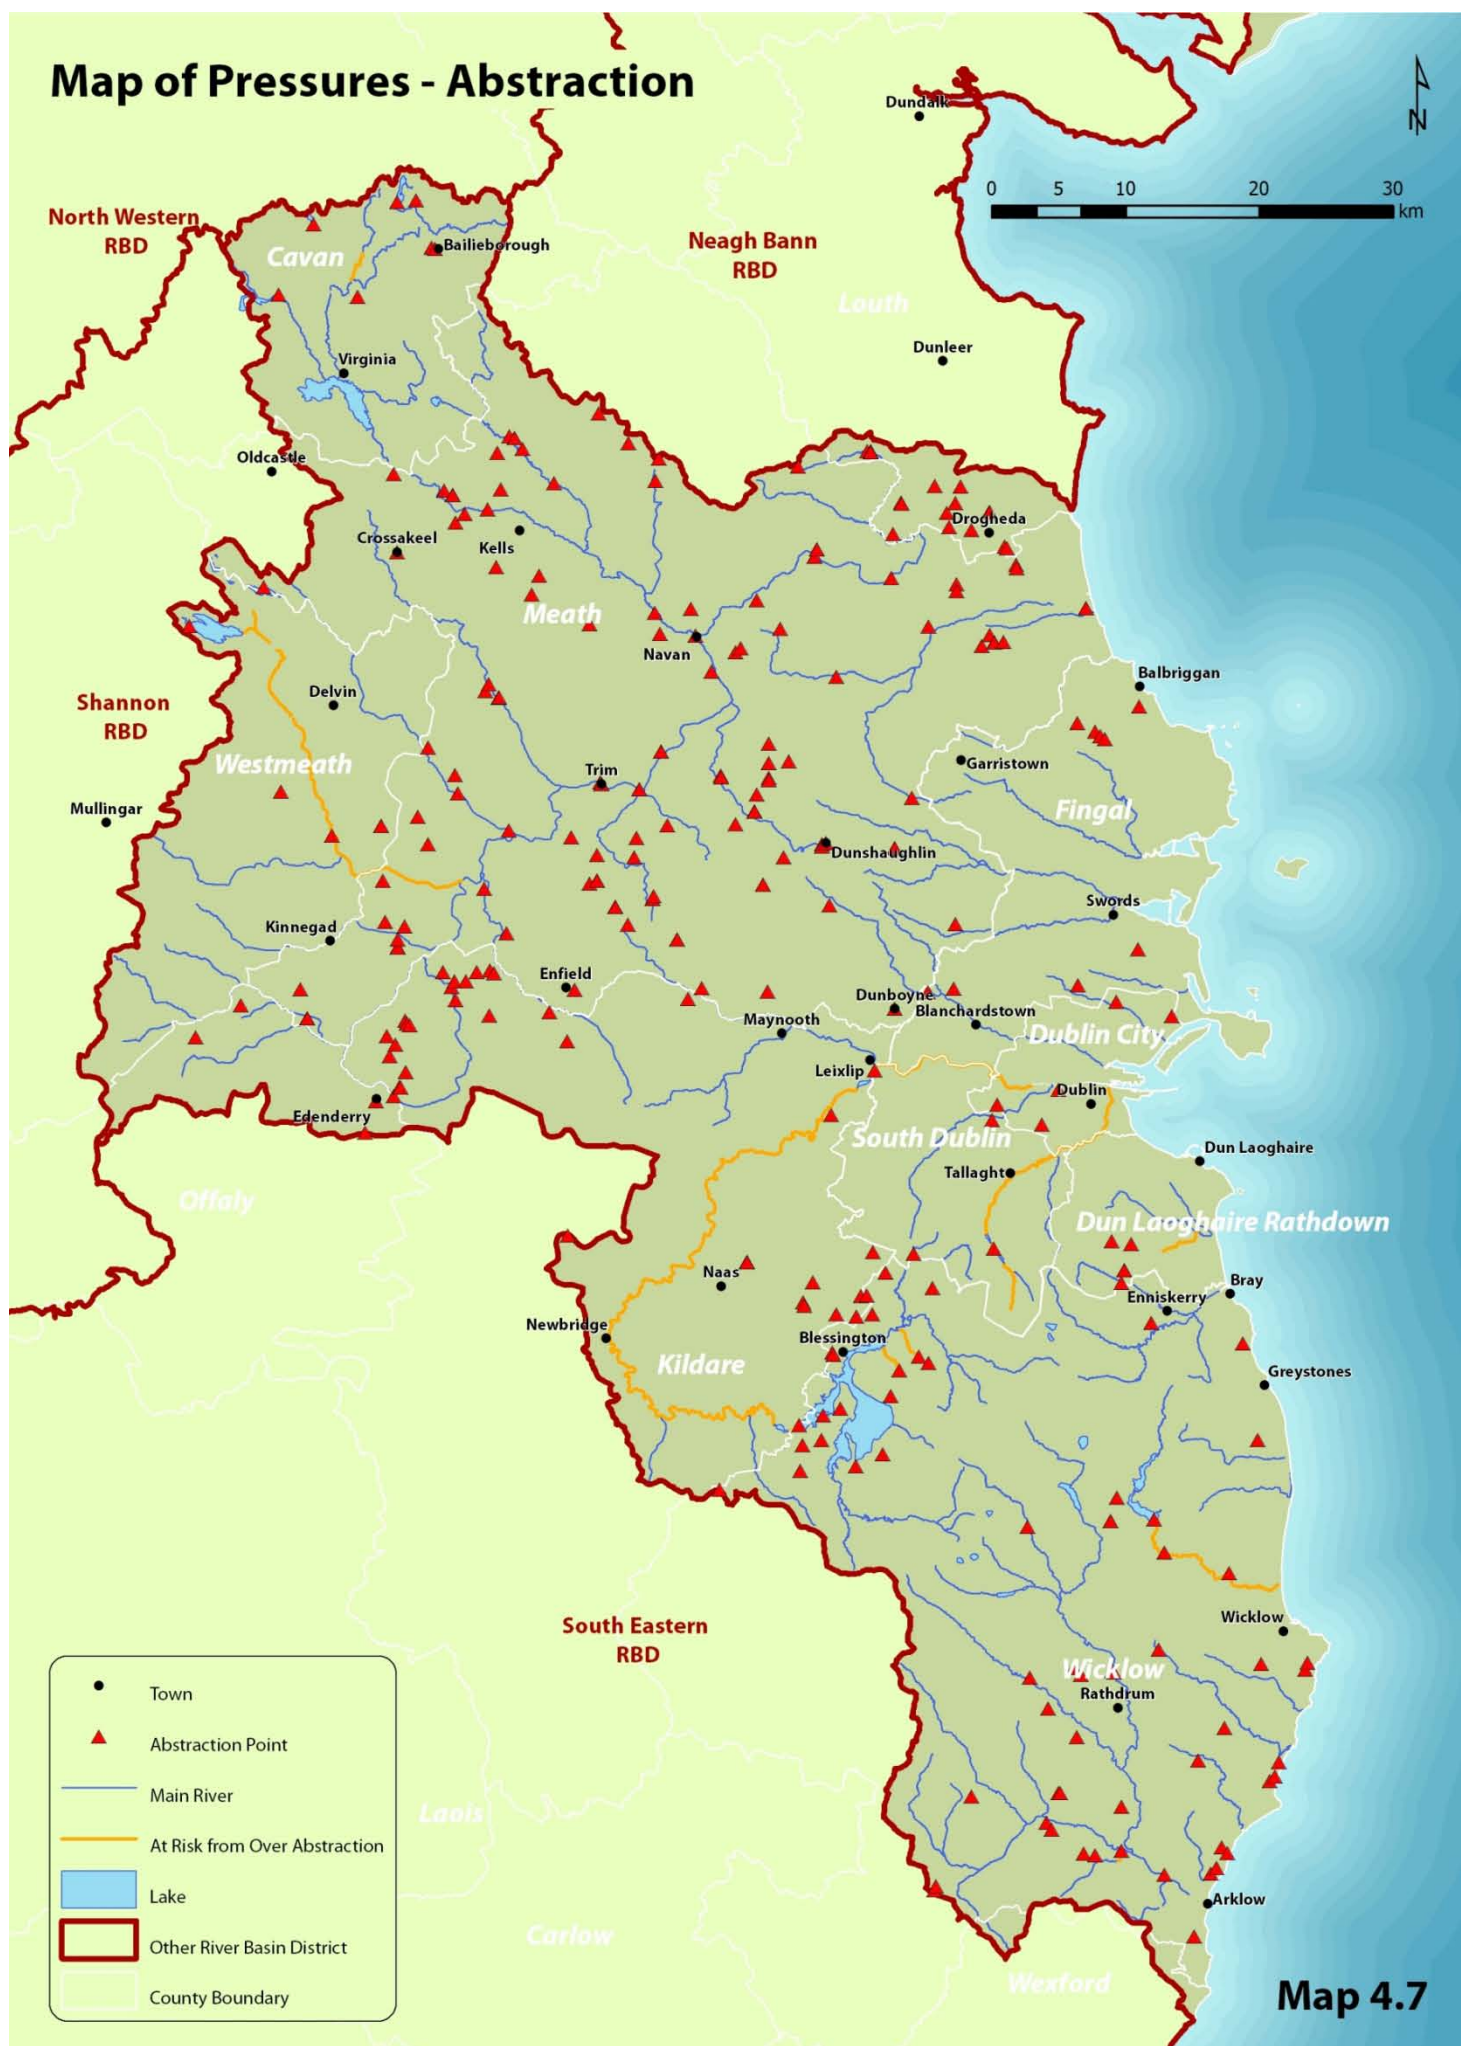 Map of Pressures - Abstraction
Dundalk
N
0 5 10 20 30
km
North Western
RBD
Cavan
Bailieborough
Neagh Bann
RBD
Louth
Dunleer
Virginia
Oldcastle
Drogheda
Crossakeel
Kells
Meath
Navan
Balbriggan
Delvin
Shannon
RBD
Westmeath
Garristown
Trim
Mullingar
Fingal
Dunshaughlin
Swords
Kinnegad
Enfield
Dunboyne
Blanchardstown
Maynooth
Dublin City
Leixlip
Dublin
Edenderry
South Dublin
Dun Laoghaire
Tallaght
Offaly
Dun Laoghaire Rathdown
Naas
Bray
Enniskerry
Newbridge
Blessington
Kildare
Greystones
Wicklow
South Eastern
RBD
Wicklow
Rathdrum
Town
Abstraction Point
Main River
At Risk from Over Abstraction
Lake
Other River Basin District
County Boundary
Laois
Arklow
Carlow
Wexford
Map 4.7